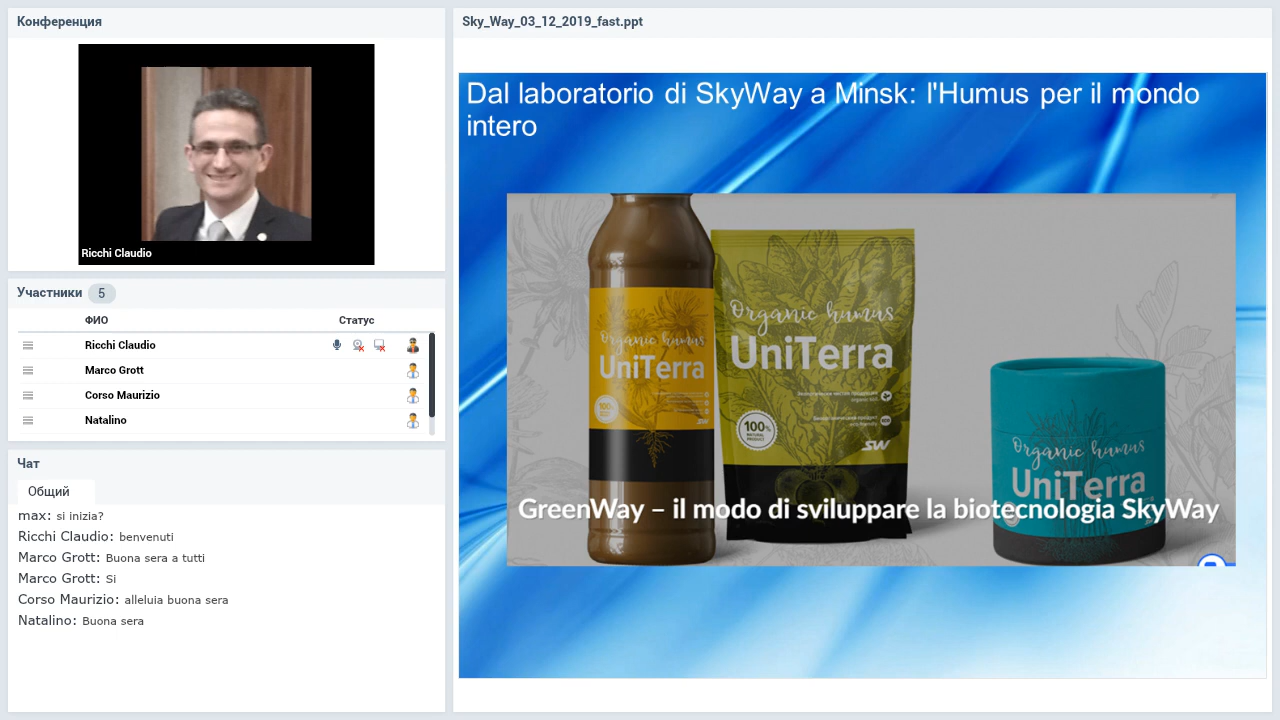 Конференция
Ricchi Claudio
Участники 5
ФИО Статус
Ricchi Claudio
Marco Grott
Corso Maurizio
Natalino
Чат
Общий
max: si inizia?
Ricchi Claudio: benvenuti
Marco Grott: Buona sera a tutti
Marco Grott: Si
Corso Maurizio: alleluia buona sera
Natalino: Buona sera
Sky_Way_03_12_2019_fast.ppt
Dal laboratorio di SkyWay a Minsk: l'Humus per il mondo
intero
Organic humus
UniTerra
100%
SW
Organic humus
UniTerra
100%
NATURAL
PRODUCT
SW
Organic humus
UniTerra
GreenWay – il modo di sviluppare la biotecnologia SkyWay